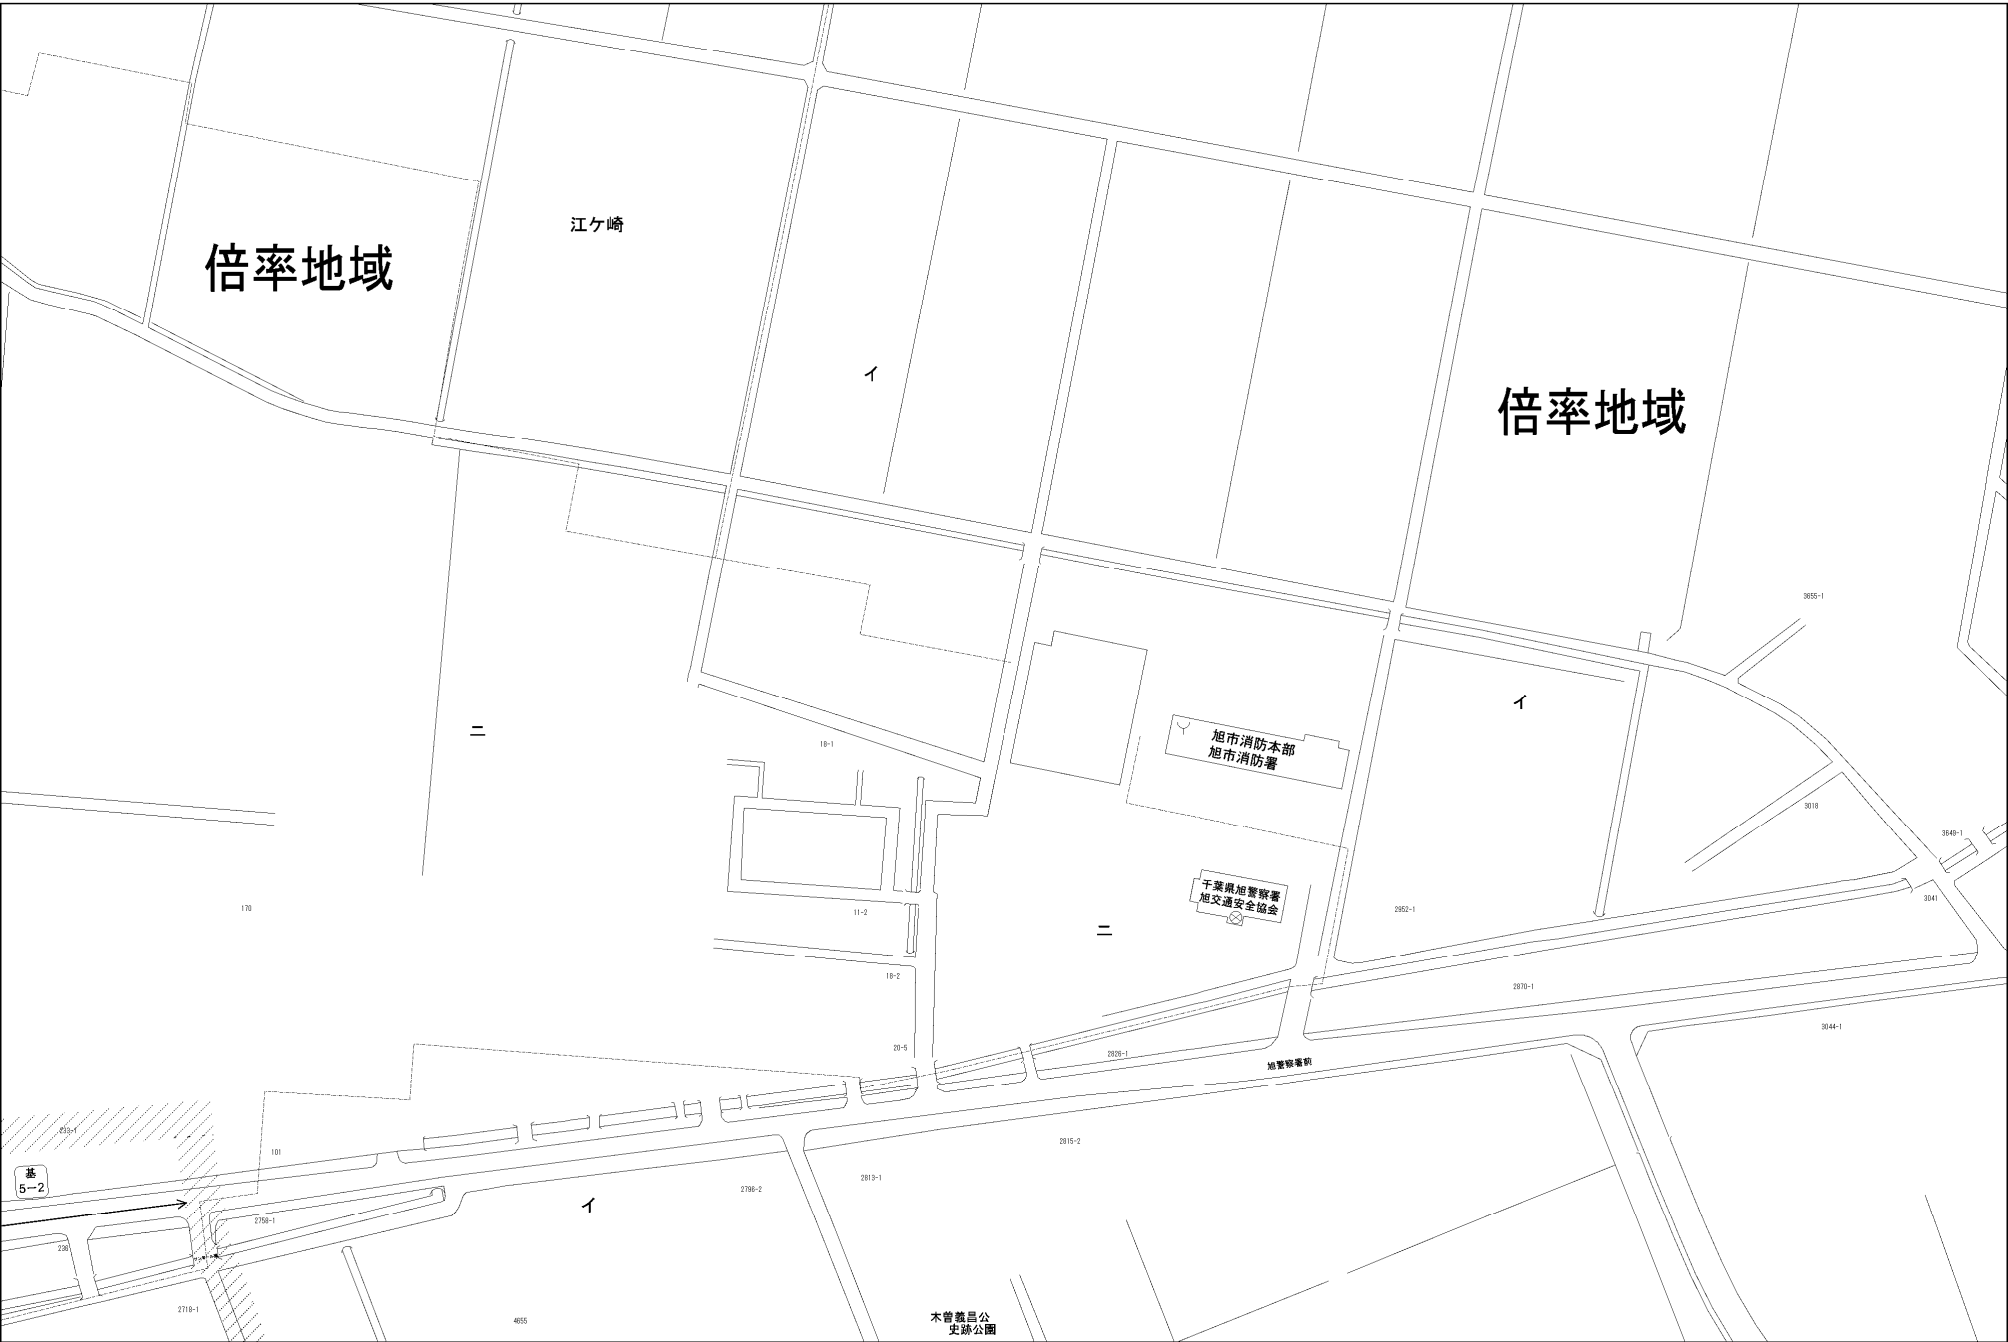 江ケ崎
倍率地域
イ
倍率地域
3655-1
イ
ニ
18-1
旭市消防本部
旭市消防署
3018
3649-1
千葉県旭警察署
旭交通安全協会
3041
170
11-2
2952-1
ニ
18-2
2870-1
3044-1
20-5
2826-1
旭警察署前
233-1
101
2815-2
基
5-2
2813-1
2796-2
イ
2758-1
236
2718-1
4655
木曽義昌公
史跡公園